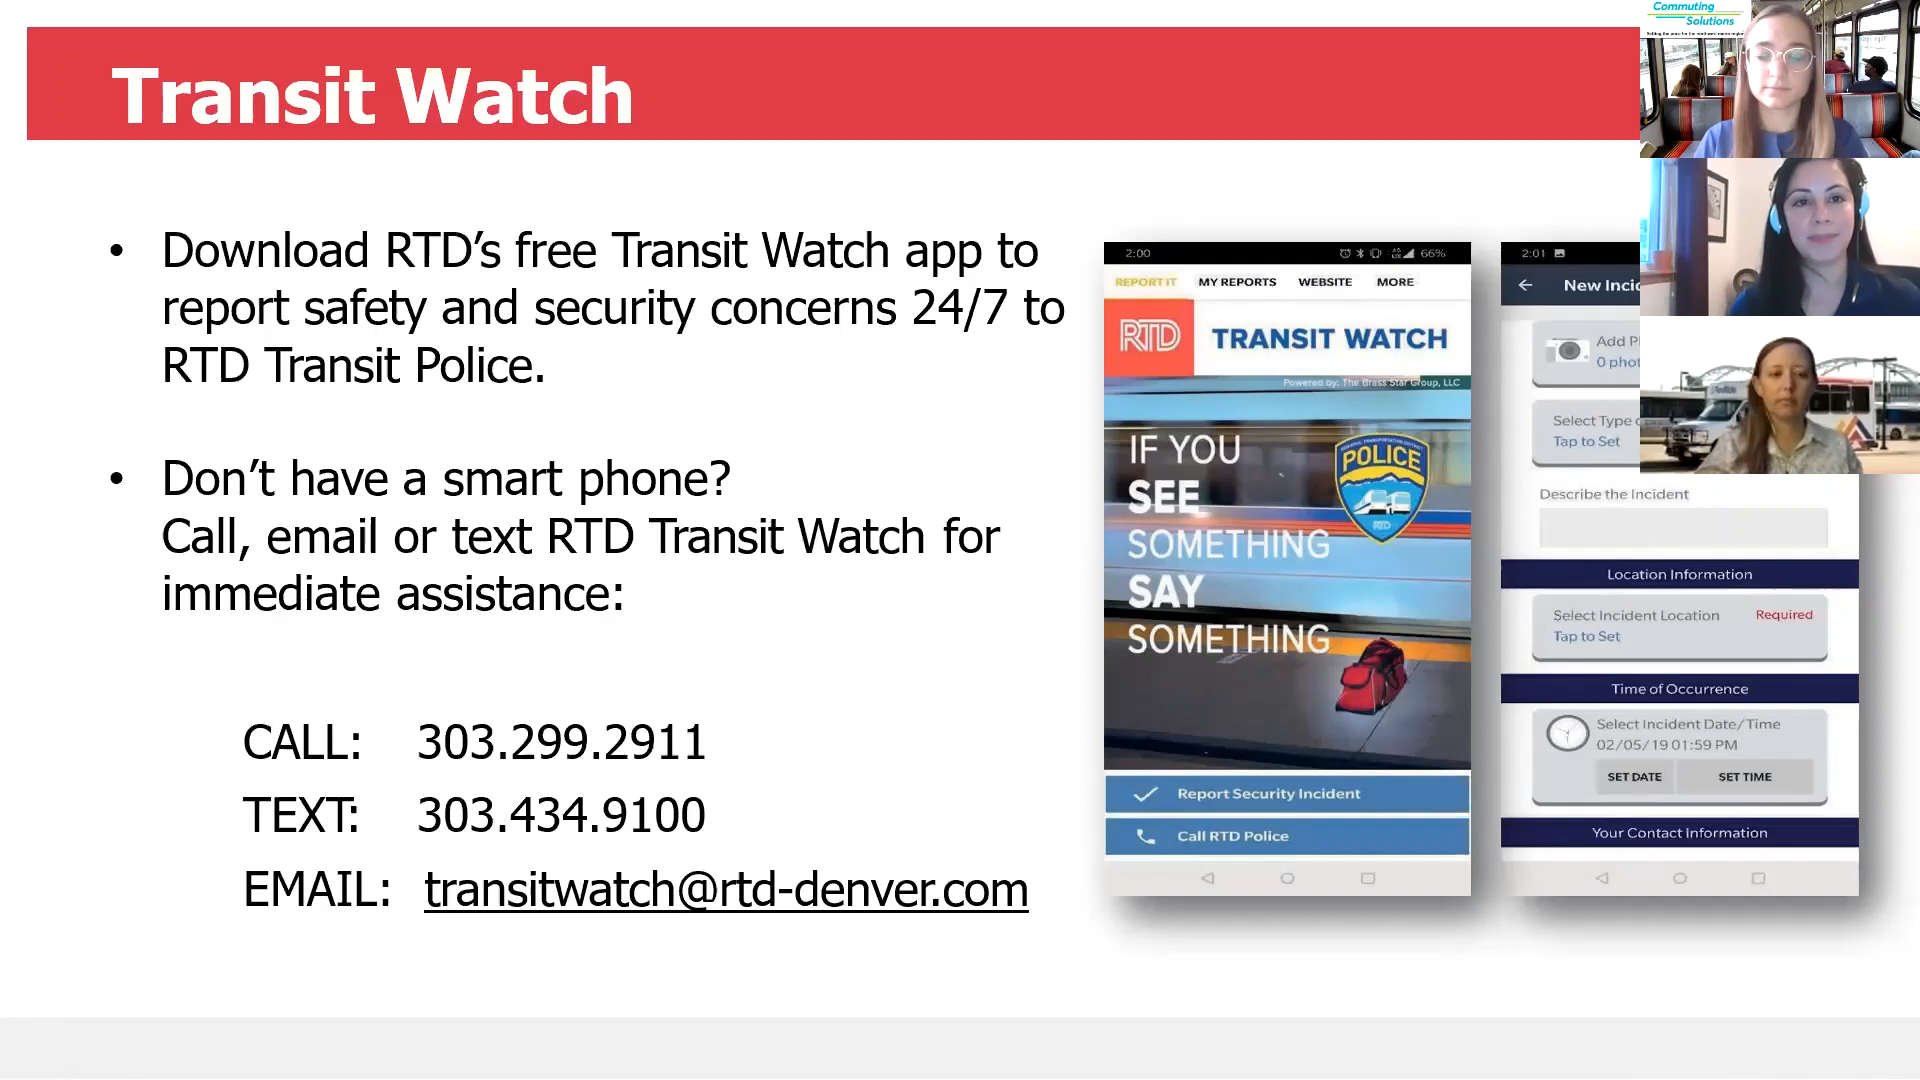 Transit Watch
• Download RTD’s free Transit Watch app to
report safety and security concerns 24/7 to
RTD Transit Police.
• Don’t have a smart phone?
Call, email or text RTD Transit Watch for
immediate assistance:
CALL: 303.299.2911
TEXT: 303.434.9100
EMAIL: transitwatch@rtd-denver.com
2:00
66%
REPORT IT MY REPORTS WEBSITE MORE
RTD TRANSIT WATCH
Powered by: The Brass Star Group, LLC
IF YOU
SEE
SOMETHING
SAY
SOMETHING
POLICE
RTD
Report Security Incident
Call RTD Police
2:01
New Inci
Add P
0 phot
Select Type
Tap to Set
Describe the Incident
Location Information
Select Incident Location Required
Tap to Set
Time of Occurrence
Select Incident Date/Time
02/05/19 01:59 PM
SET DATE SET TIME
Your Contact Information
Commuting
Solutions